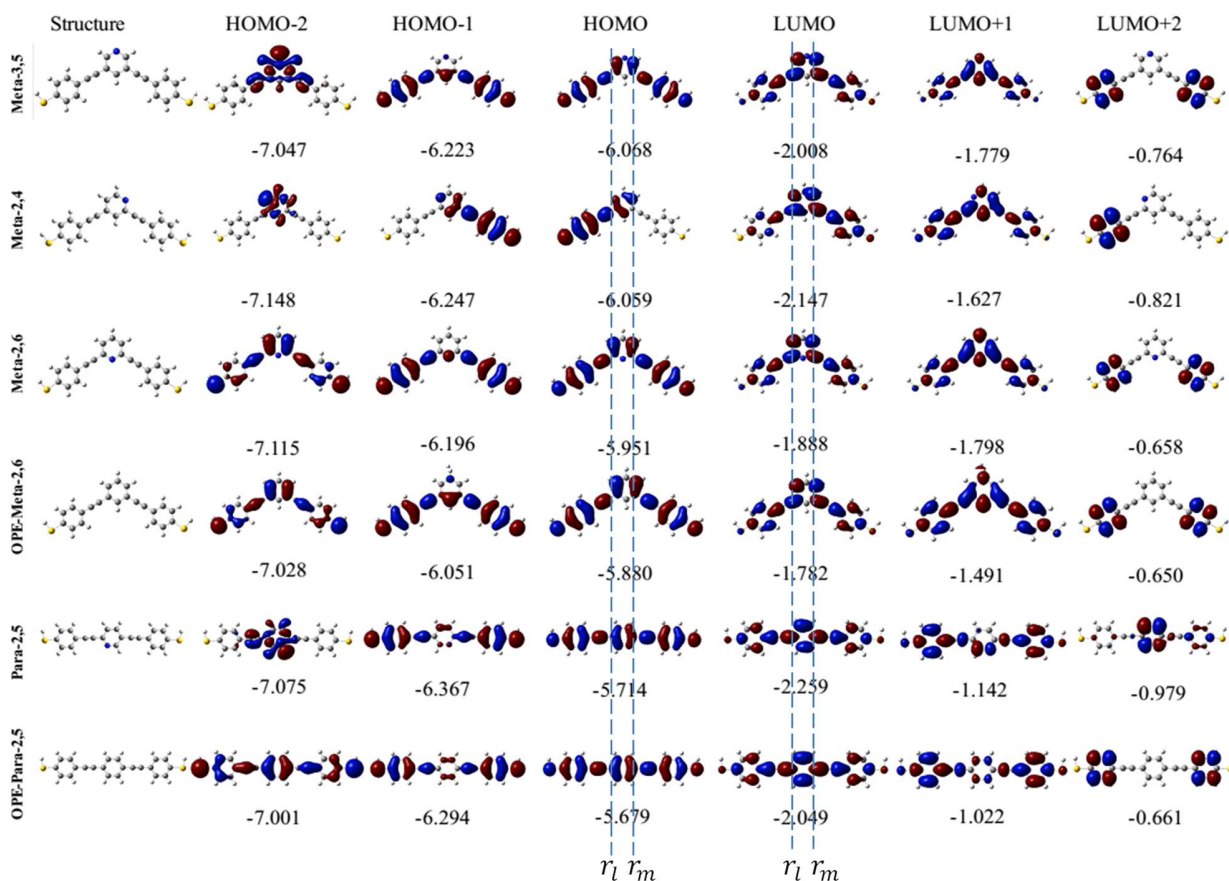 Structure HOMO-2 HOMO-1 HOMO LUMO LUMO+1 LUMO+2
Meta-3,5
-7.047 -6.223 -6.068 -2.008 -1.779 -0.764
Meta-2,4
-7.148 -6.247 -6.059 -2.147 -1.627 -0.821
Meta-2,6
-7.115 -6.196 -5.951 -1.888 -1.798 -0.658
OPE-Meta-2,6
-7.028 -6.051 -5.880 -1.782 -1.491 -0.650
Para-2,5
-7.075 -6.367 -5.714 -2.259 -1.142 -0.979
OPE-Para-2,5
-7.001 -6.294 -5.679 -2.049 -1.022 -0.661
r_l r_m r_l r_m